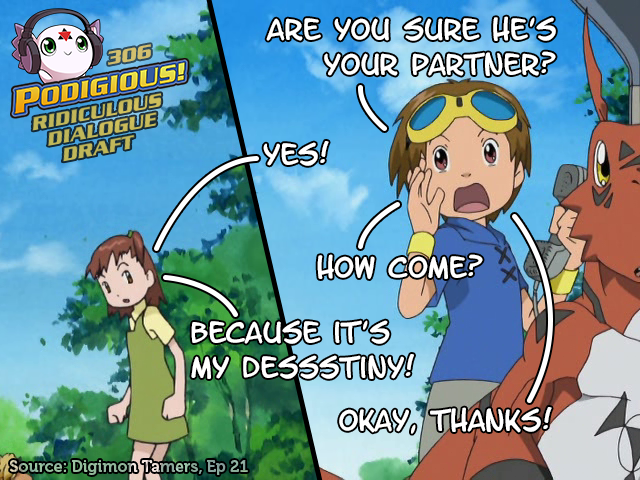 306
PODIGIOUS!
RIDICULOUS
DIALOGUE
DRAFT
ARE YOU SURE HE'S
YOUR PARTNER?
YES!
HOW COME?
BECAUSE IT'S
MY DESSSTINY!
OKAY, THANKS!
Source: Digimon Tamers, Ep 21